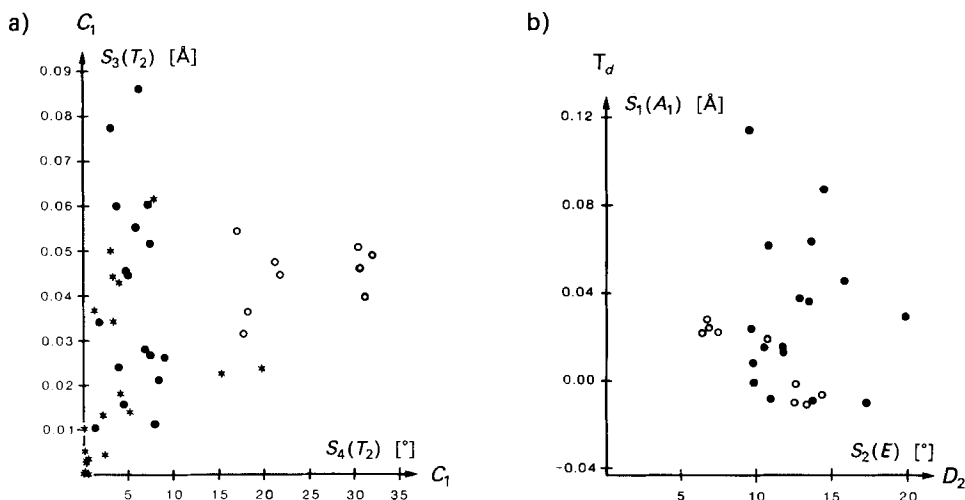 a)
C₁
S₃(T₂) [Å]
0.09
0.08
0.07
0.06
0.05
0.04
0.03
0.02
0.01
S₄(T₂) [°]
5 10 15 20 25 30 35 C₁
b)
T_d
S₁(A₁) [Å]
0.12
0.08
0.04
0.00
−0.04
S₂(E) [°]
5 10 15 20 D₂